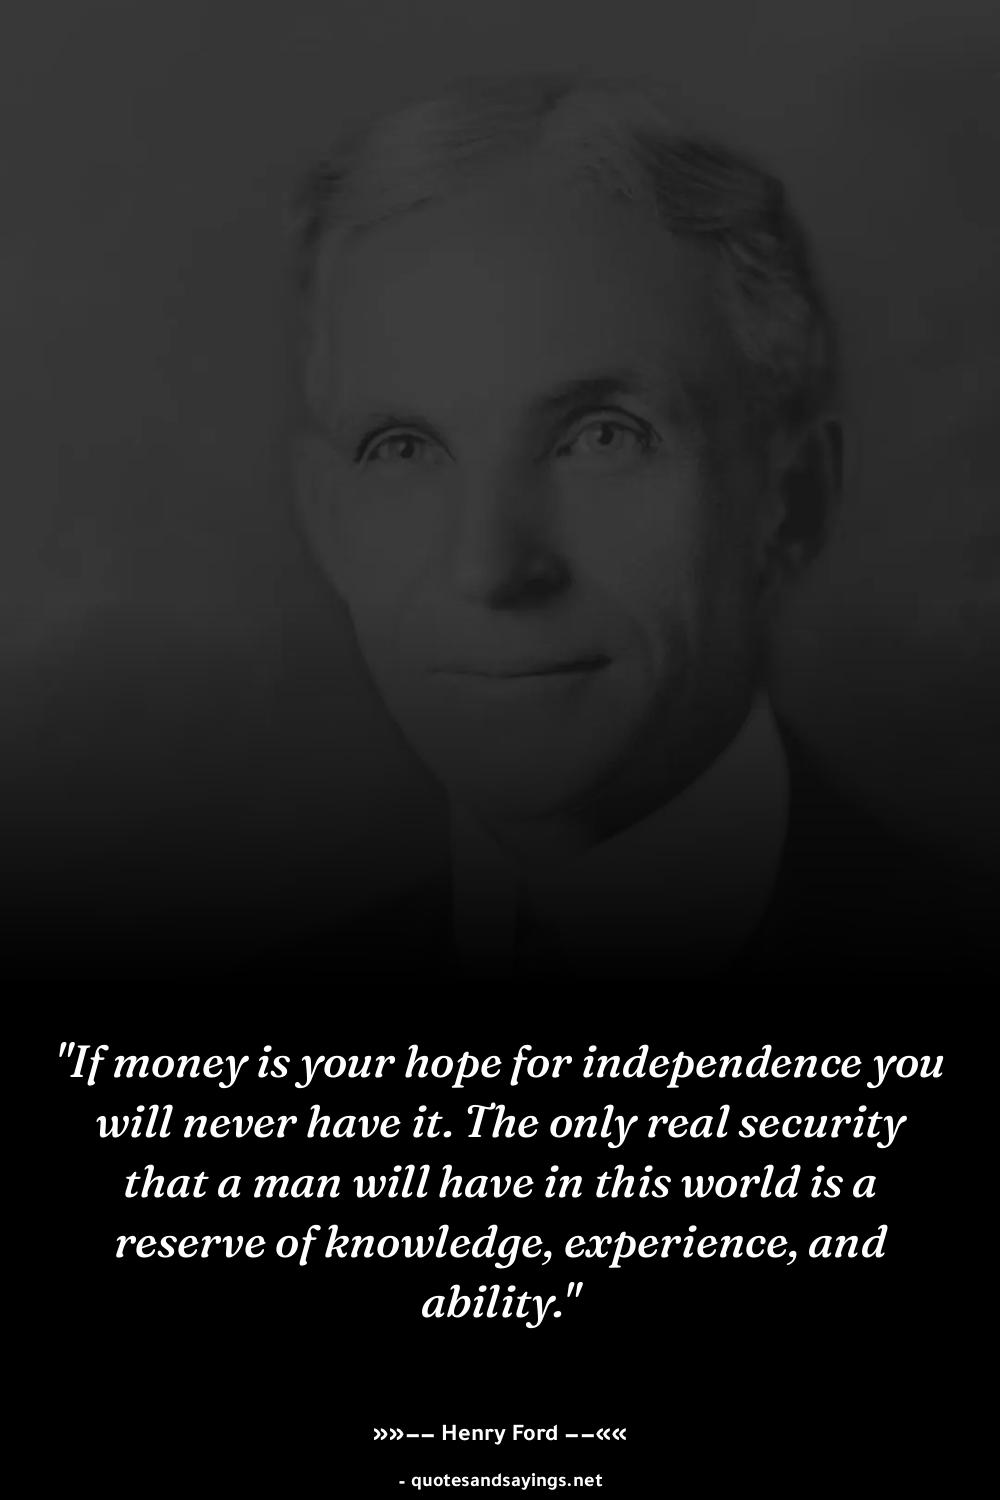 "If money is your hope for independence you
will never have it. The only real security
that a man will have in this world is a
reserve of knowledge, experience, and
ability."
»»−− Henry Ford −−««
- quotesandsayings.net